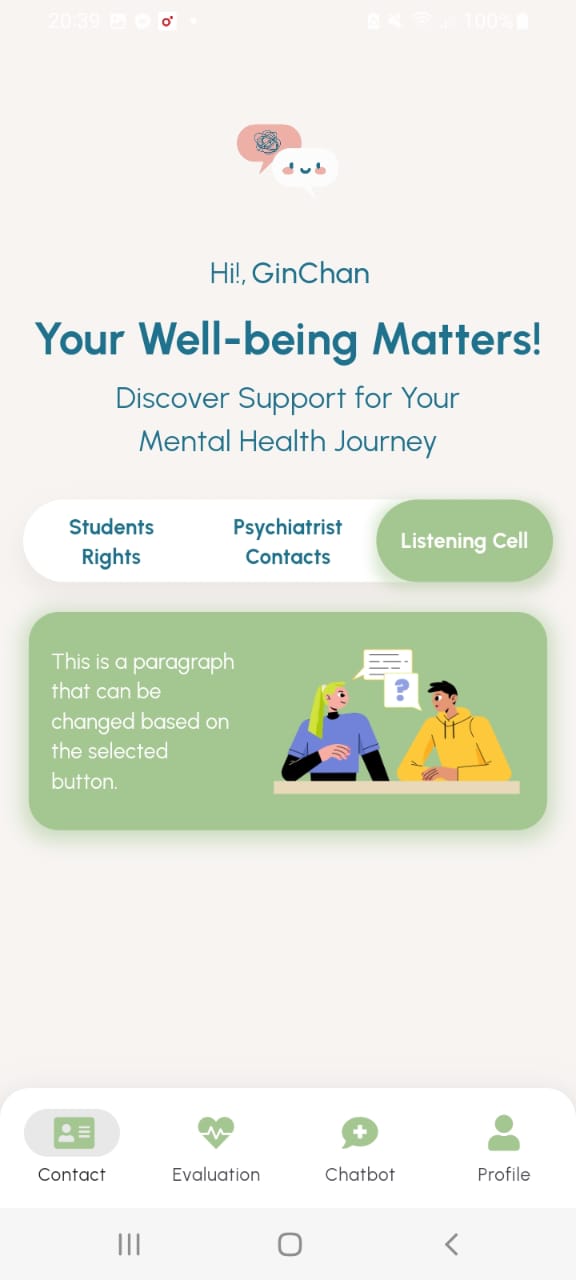 20:39
100%
Hi!, GinChan
Your Well-being Matters!
Discover Support for Your
Mental Health Journey
Students
Rights
Psychiatrist
Contacts
Listening Cell
This is a paragraph
that can be
changed based on
the selected
button.
?
Contact
Evaluation
Chatbot
Profile